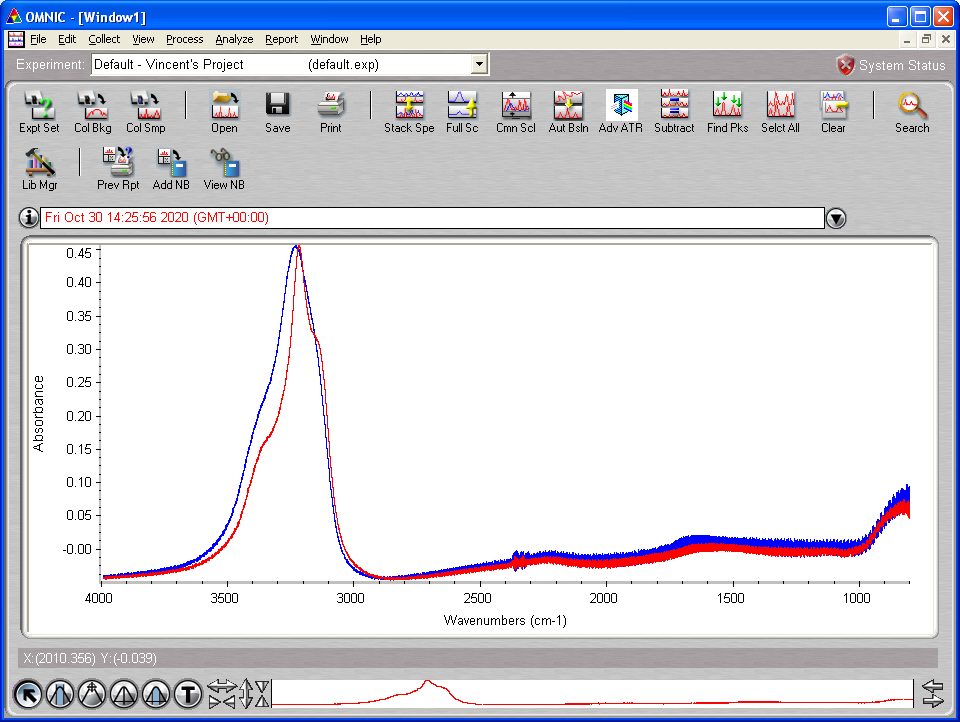 OMNIC - [Window1]
File Edit Collect View Process Analyze Report Window Help
Experiment: Default - Vincent's Project (default.exp) System Status
Expt Set Col Bkg Col Smp Open Save Print Stack Spe Full Sc Cmn Scl Aut Bsln Adv ATR Subtract Find Pks Selct All Clear Search
Lib Mgr Prev Rpt Add NB View NB
Fri Oct 30 14:25:56 2020 (GMT+00:00)
0.45
0.40
0.35
0.30
0.25
0.20
0.15
0.10
0.05
-0.00
Absorbance
4000 3500 3000 2500 2000 1500 1000
Wavenumbers (cm-1)
X:(2010.356) Y:(-0.039)
T